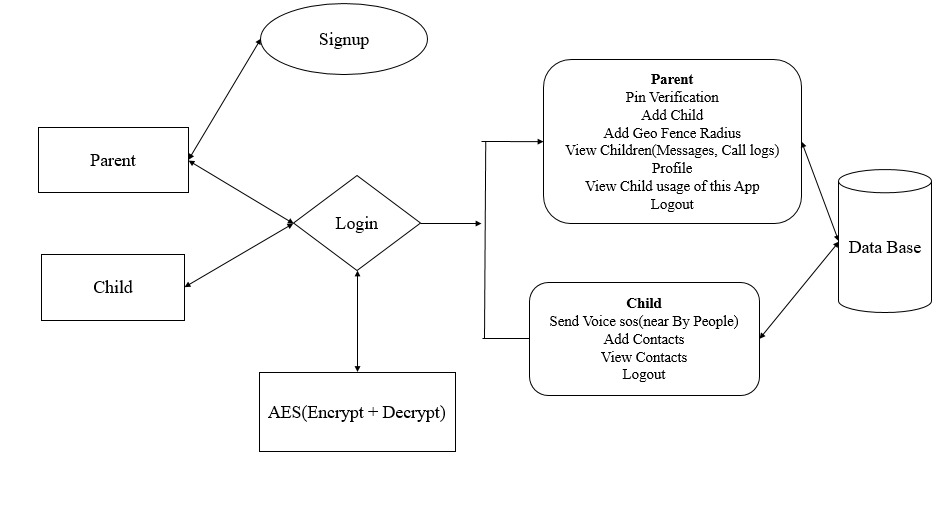 Signup
Parent
Child
Login
AES(Encrypt + Decrypt)
Parent
Pin Verification
Add Child
Add Geo Fence Radius
View Children(Messages, Call logs)
Profile
View Child usage of this App
Logout
Child
Send Voice sos(near By People)
Add Contacts
View Contacts
Logout
Data Base